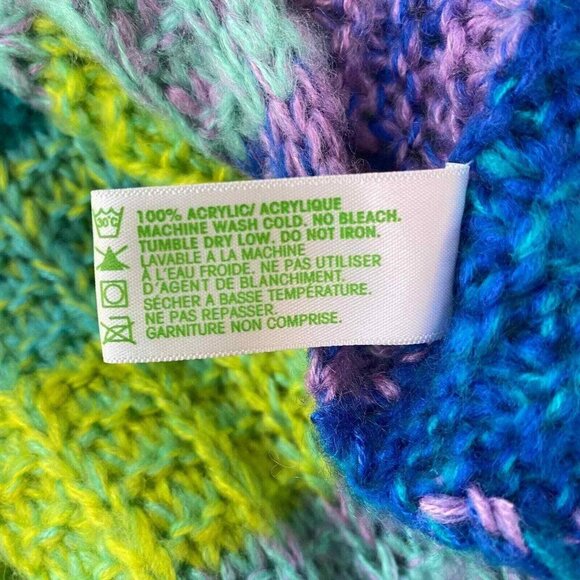 30°
100% ACRYLIC/ ACRYLIQUE
MACHINE WASH COLD. NO BLEACH.
TUMBLE DRY LOW. DO NOT IRON.
LAVABLE A LA MACHINE
À L'EAU FROIDE, NE PAS UTILISER
D'AGENT DE BLANCHIMENT.
SÉCHER A BASSE TEMPÉRATURE.
NE PAS REPASSER.
GARNITURE NON COMPRISE.